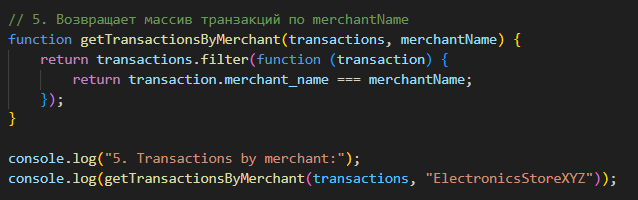 // 5. Возвращает массив транзакций по merchantName
function getTransactionsByMerchant(transactions, merchantName) {
    return transactions.filter(function (transaction) {
        return transaction.merchant_name === merchantName;
    });
}

console.log("5. Transactions by merchant:");
console.log(getTransactionsByMerchant(transactions, "ElectronicsStoreXYZ"));